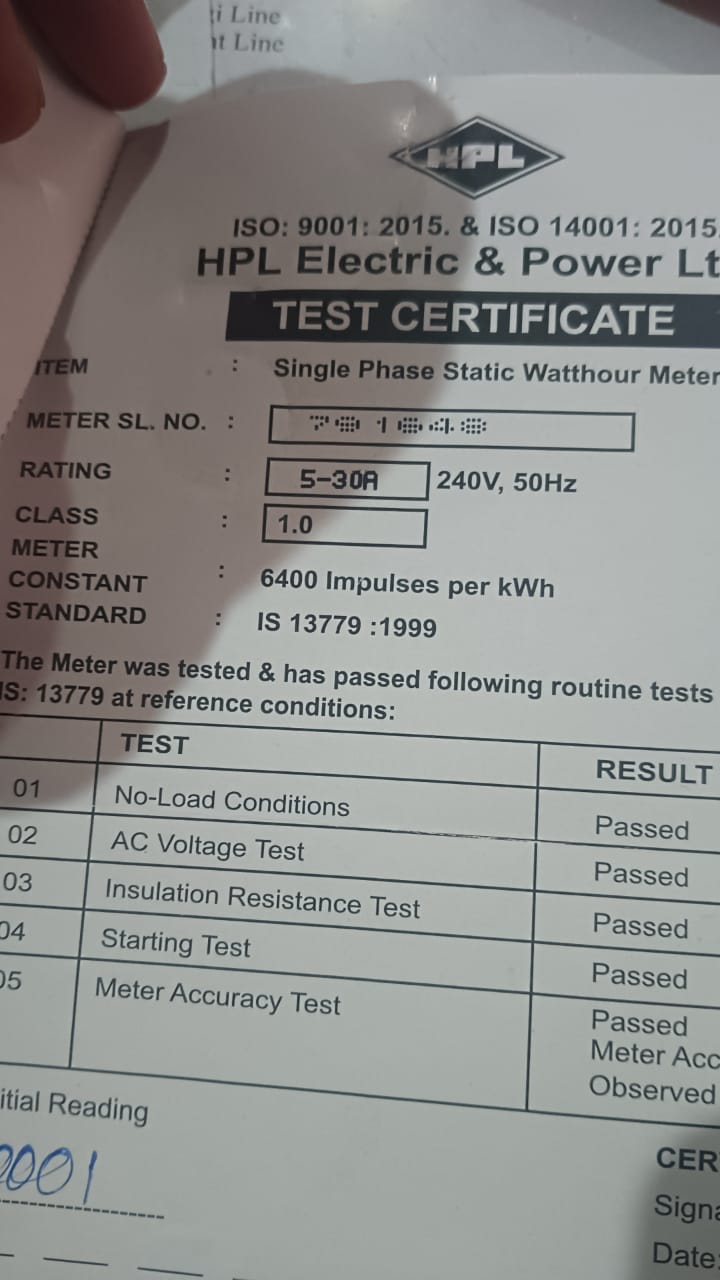 ti Line
nt Line
HPL
ISO: 9001: 2015. & ISO 14001: 2015
HPL Electric & Power Lt
TEST CERTIFICATE
ITEM : Single Phase Static Watthour Meter
METER SL. NO. :
RATING : 5-30A 240V, 50Hz
CLASS : 1.0
METER
CONSTANT : 6400 Impulses per kWh
STANDARD : IS 13779 :1999
The Meter was tested & has passed following routine tests
IS: 13779 at reference conditions:
TEST RESULT
01 No-Load Conditions Passed
02 AC Voltage Test Passed
03 Insulation Resistance Test Passed
04 Starting Test Passed
05 Meter Accuracy Test Passed
Meter Acc
Observed
itial Reading
0001
CER
Signa
Date: